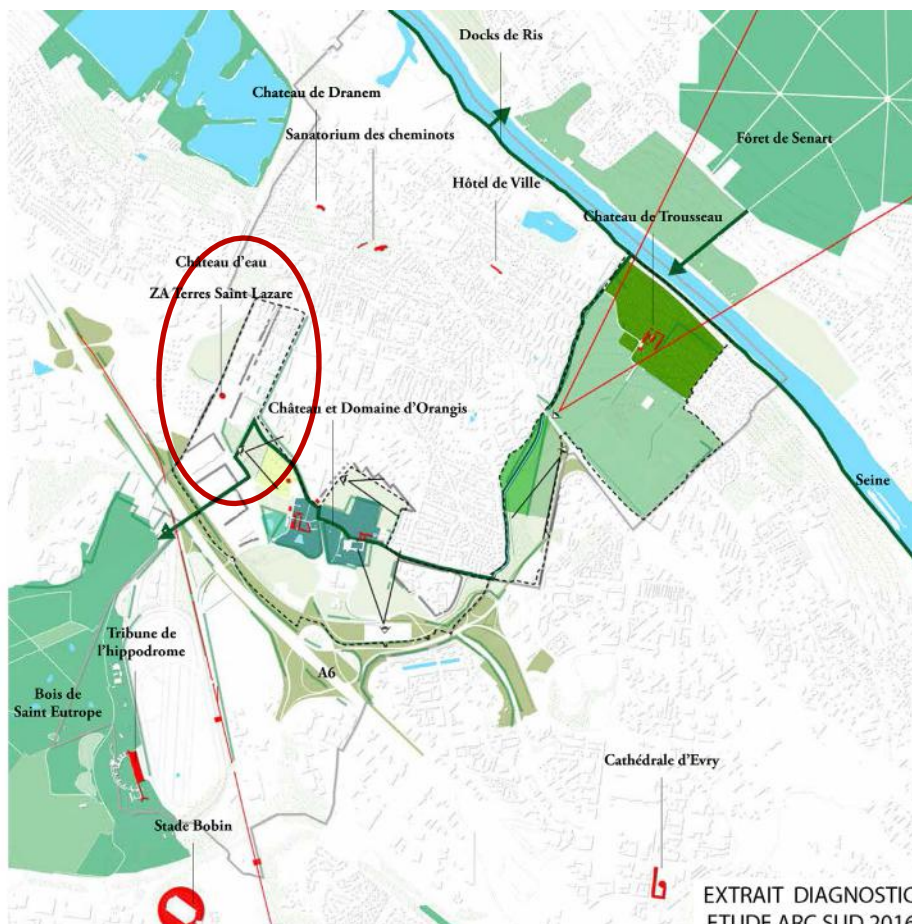 Docks de Ris
Chateau de Dranem
Sanatorium des cheminots
Fôret de Senart
Hôtel de Ville
Chateau de Trousseau
Château d'eau
ZA Terres Saint Lazare
Château et Domaine d'Orangis
Seine
Tribune de
l'hippodrome
A6
Bois de
Saint Eutrope
Cathédrale d'Evry
Stade Bobin
EXTRAIT DIAGNOSTIC
ETUDE ARC SUD 2016